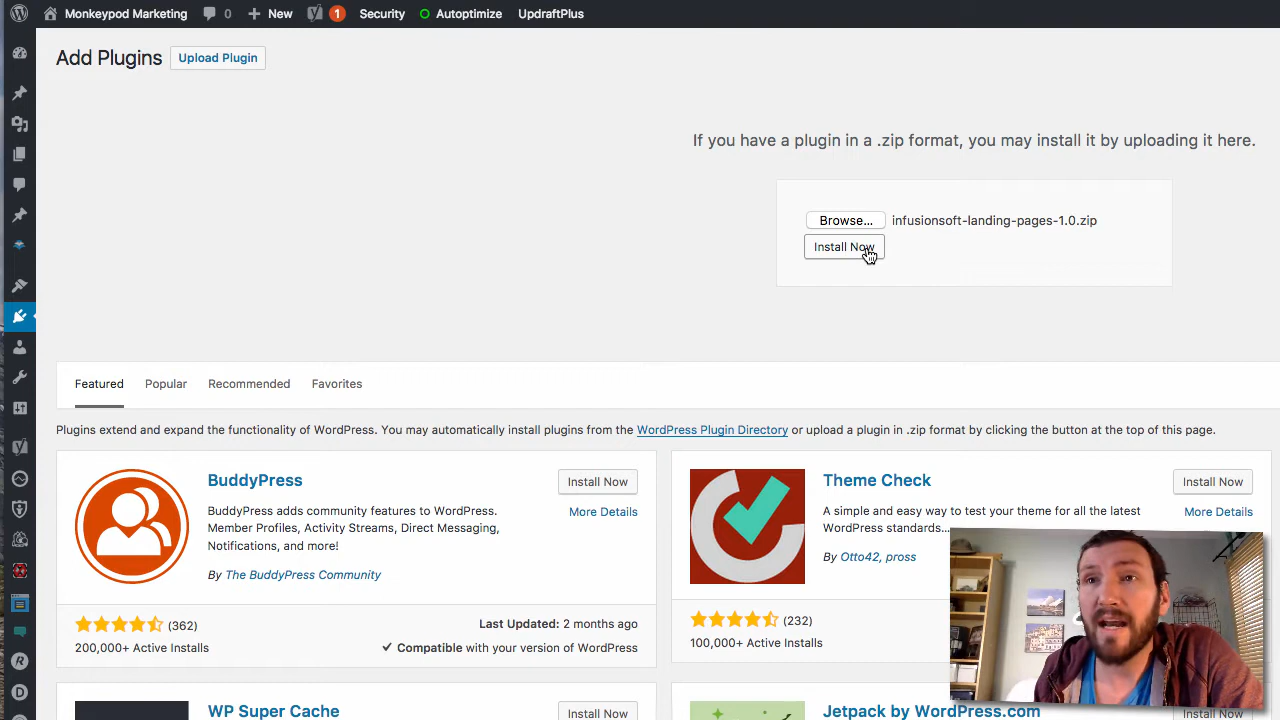 Monkeypod Marketing 0 New 1 Security Autoptimize UpdraftPlus
Add Plugins Upload Plugin
If you have a plugin in a .zip format, you may install it by uploading it here.
Browse... infusionsoft-landing-pages-1.0.zip
Install Now
Featured Popular Recommended Favorites
Plugins extend and expand the functionality of WordPress. You may automatically install plugins from the WordPress Plugin Directory or upload a plugin in .zip format by clicking the button at the top of this page.
BuddyPress
Install Now
BuddyPress adds community features to WordPress.
More Details
Member Profiles, Activity Streams, Direct Messaging,
Notifications, and more!
By The BuddyPress Community
(362)
Last Updated: 2 months ago
200,000+ Active Installs
Compatible with your version of WordPress
Theme Check
Install Now
A simple and easy way to test your theme for all the latest
More Details
WordPress standards...
By Otto42, pross
(232)
100,000+ Active Installs
WP Super Cache
Install Now
Jetpack by WordPress.com
Install Now